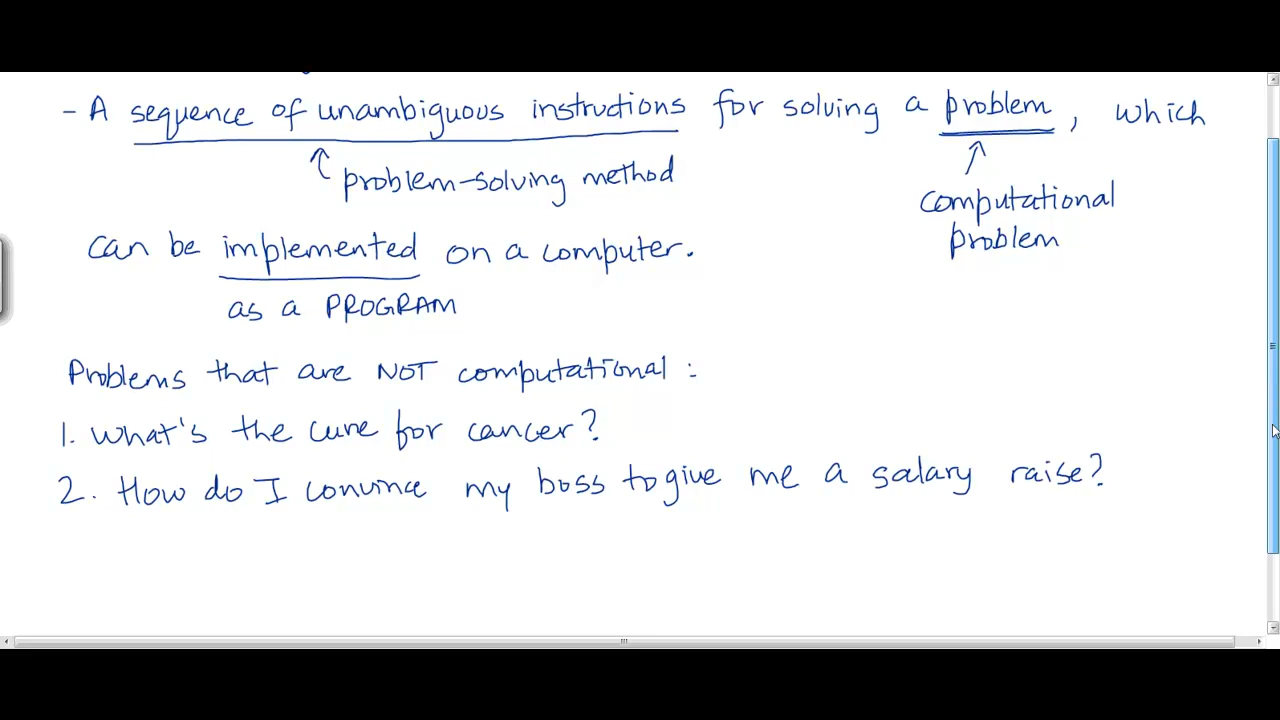 - A sequence of unambiguous instructions for solving a problem, which
problem-solving method
computational
problem
can be implemented on a computer.
as a PROGRAM
Problems that are NOT computational :
1. What's the cure for cancer?
2. How do I convince my boss to give me a salary raise?